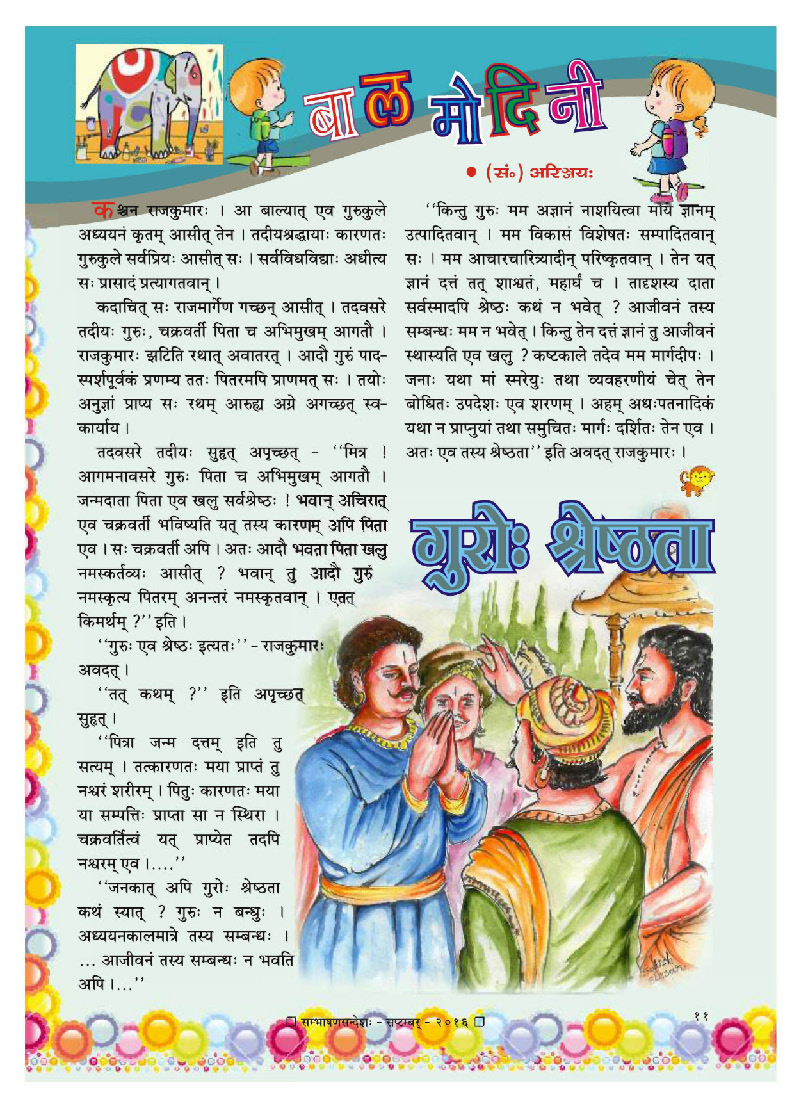 बालमोदिनी
• (सं॰) अरिञ्जयः
कश्चन राजकुमारः । आ बाल्यात् एव गुरुकुले
अध्ययनं कृतम् आसीत् तेन । तदीयश्रद्धायाः कारणतः
गुरुकुले सर्वप्रियः आसीत् सः । सर्वविधविद्याः अधीत्य
सः प्रासादं प्रत्यागतवान् ।
कदाचित् सः राजमार्गेण गच्छन् आसीत् । तदवसरे
तदीयः गुरुः, चक्रवर्ती पिता च अभिमुखम् आगतौ ।
राजकुमारः झटिति रथात् अवातरत् । आदौ गुरुं पाद-
स्पर्शपूर्वकं प्रणम्य ततः पितरमपि प्राणमत् सः । तयोः
अनुज्ञां प्राप्य सः रथम् आरुह्य अग्रे अगच्छत् स्व-
कार्याय ।
तदवसरे तदीयः सुहृत् अपृच्छत् - ‘‘मित्र !
आगमनावसरे गुरुः पिता च अभिमुखम् आगतौ ।
जन्मदाता पिता एव खलु सर्वश्रेष्ठः ! भवान् अचिरात्
एव चक्रवर्ती भविष्यति यत् तस्य कारणम् अपि पिता
एव । सः चक्रवर्ती अपि । अतः आदौ भवता पिता खलु
नमस्कर्तव्यः आसीत् ? भवान् तु आदौ गुरुं
नमस्कृत्य पितरम् अनन्तरं नमस्कृतवान् । एतत्
किमर्थम् ?’’ इति ।
‘‘गुरुः एव श्रेष्ठः इत्यतः’’ - राजकुमारः
अवदत् ।
‘‘तत् कथम् ?’’ इति अपृच्छत्
सुहृत् ।
‘‘पित्रा जन्म दत्तम् इति तु
सत्यम् । तत्कारणतः मया प्राप्तं तु
नश्वरं शरीरम् । पितुः कारणतः मया
या सम्पत्तिः प्राप्ता सा न स्थिरा ।
चक्रवर्तित्वं यत् प्राप्येत तदपि
नश्वरम् एव ।....’’
‘‘जनकात् अपि गुरोः श्रेष्ठता
कथं स्यात् ? गुरुः न बन्धुः ।
अध्ययनकालमात्रे तस्य सम्बन्धः ।
... आजीवनं तस्य सम्बन्धः न भवति
अपि ।...’’
‘‘किन्तु गुरुः मम अज्ञानं नाशयित्वा मयि ज्ञानम्
उत्पादितवान् । मम विकासं विशेषतः सम्पादितवान्
सः । मम आचारचारित्र्यादीन् परिष्कृतवान् । तेन यत्
ज्ञानं दत्तं तत् शाश्वतं, महार्घं च । तादृशस्य दाता
सर्वस्मादपि श्रेष्ठः कथं न भवेत् ? आजीवनं तस्य
सम्बन्धः मम न भवेत् । किन्तु तेन दत्तं ज्ञानं तु आजीवनं
स्थास्यति एव खलु ? कष्टकाले तदेव मम मार्गदीपः ।
जनाः यथा मां स्मरेयुः तथा व्यवहरणीयं चेत् तेन
बोधितः उपदेशः एव शरणम् । अहम् अधःपतनादिकं
यथा न प्राप्नुयां तथा समुचितः मार्गः दर्शितः तेन एव ।
अतः एव तस्य श्रेष्ठता’’ इति अवदत् राजकुमारः ।
गुरोः श्रेष्ठता
❐ सम्भाषणसन्देशः - सप्टम्बर् - २०१६ ❐
११